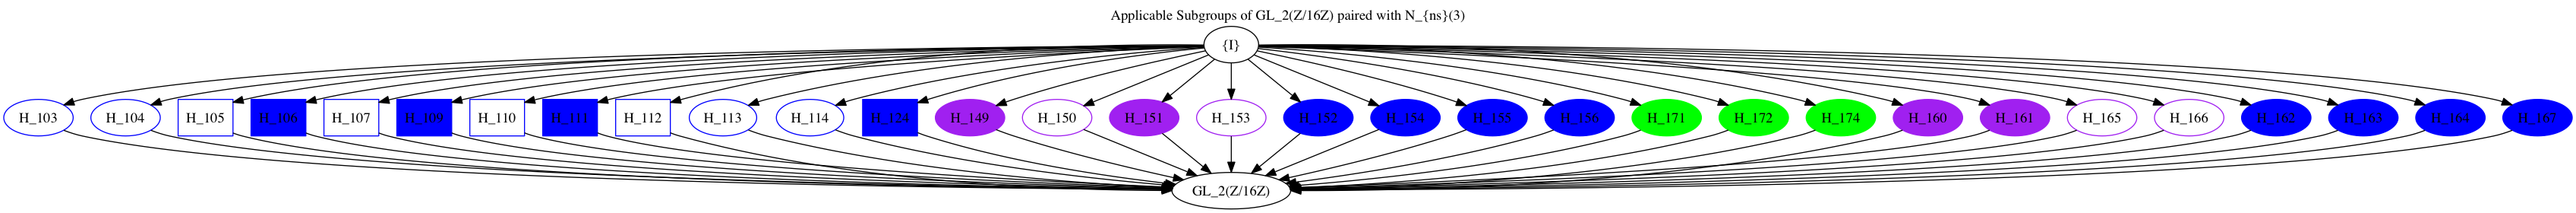 Applicable Subgroups of GL_2(Z/16Z) paired with N_{ns}(3)
{I}
H_103 H_104 H_105 H_106 H_107 H_109 H_110 H_111 H_112 H_113 H_114 H_124 H_149 H_150 H_151 H_153 H_152 H_154 H_155 H_156 H_171 H_172 H_174 H_160 H_161 H_165 H_166 H_162 H_163 H_164 H_167
GL_2(Z/16Z)